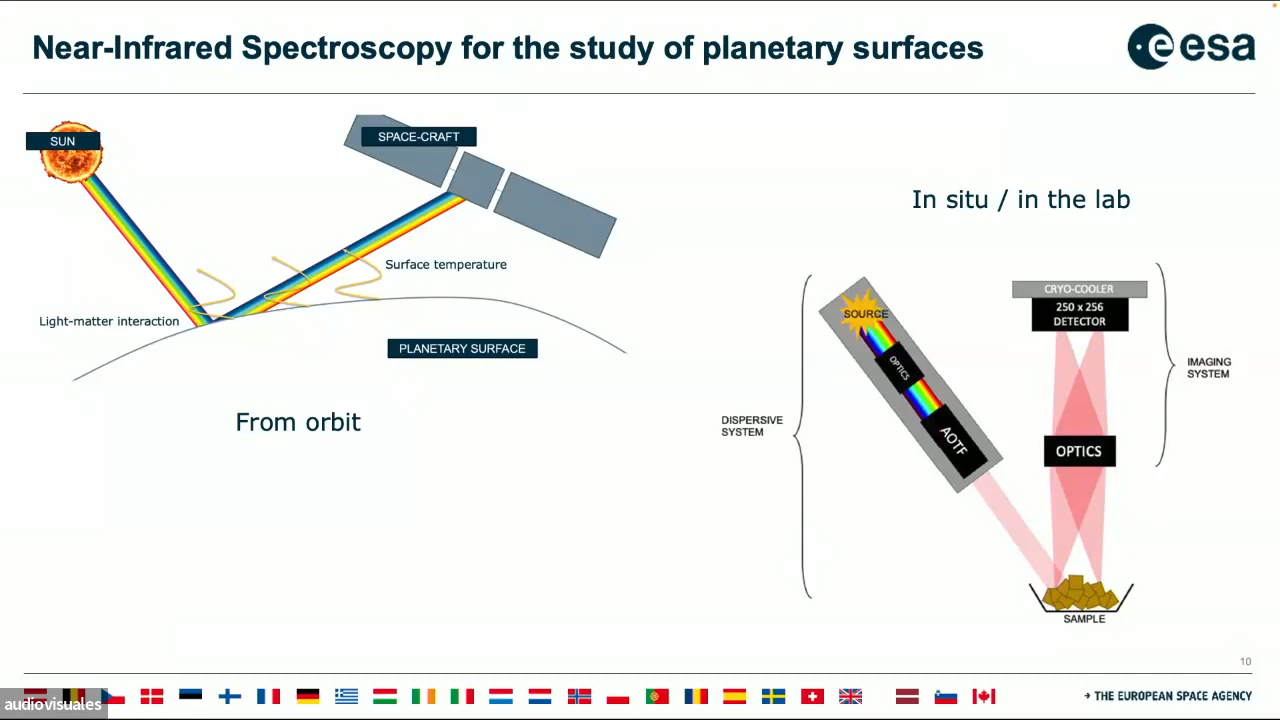 Near-Infrared Spectroscopy for the study of planetary surfaces
esa
SUN
SPACE-CRAFT
Surface temperature
Light-matter interaction
PLANETARY SURFACE
From orbit
In situ / in the lab
DISPERSIVE
SYSTEM
SOURCE
OPTICS
AOTF
CRYO-COOLER
250 x 256
DETECTOR
OPTICS
IMAGING
SYSTEM
SAMPLE
10
→ THE EUROPEAN SPACE AGENCY
audiovisuales